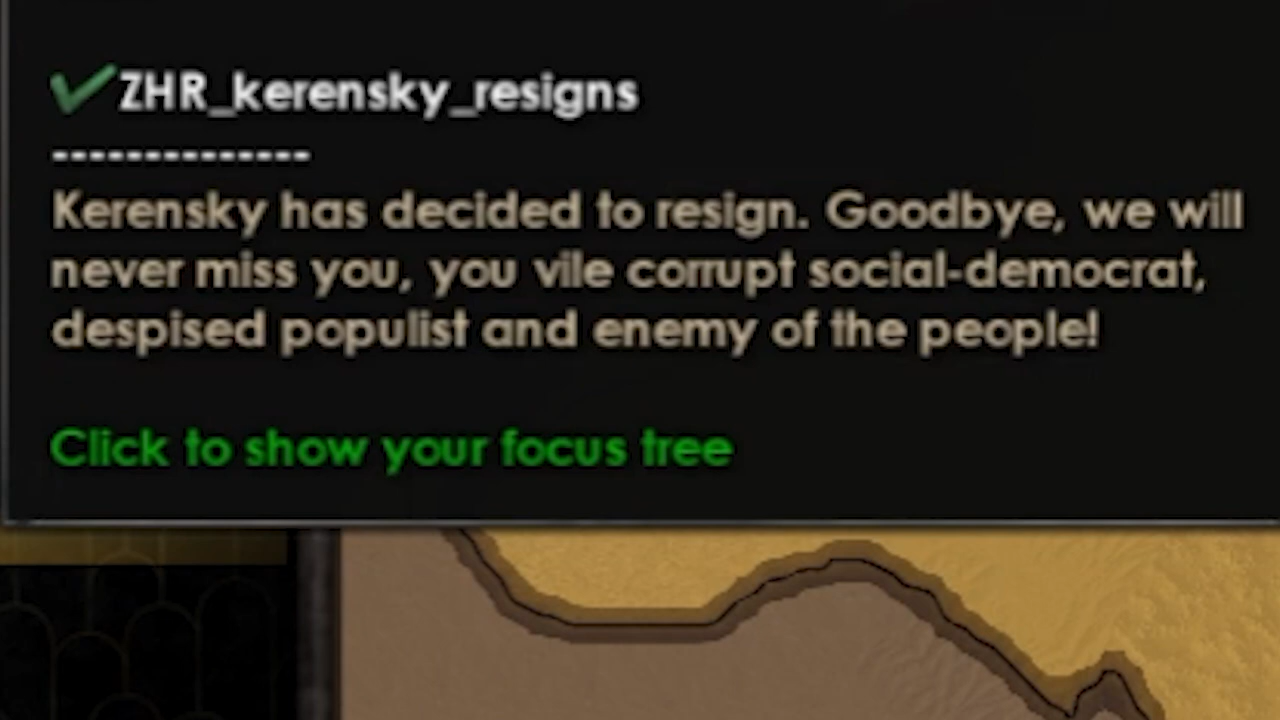 ZHR_kerensky_resigns
--------------
Kerensky has decided to resign. Goodbye, we will
never miss you, you vile corrupt social-democrat,
despised populist and enemy of the people!
Click to show your focus tree